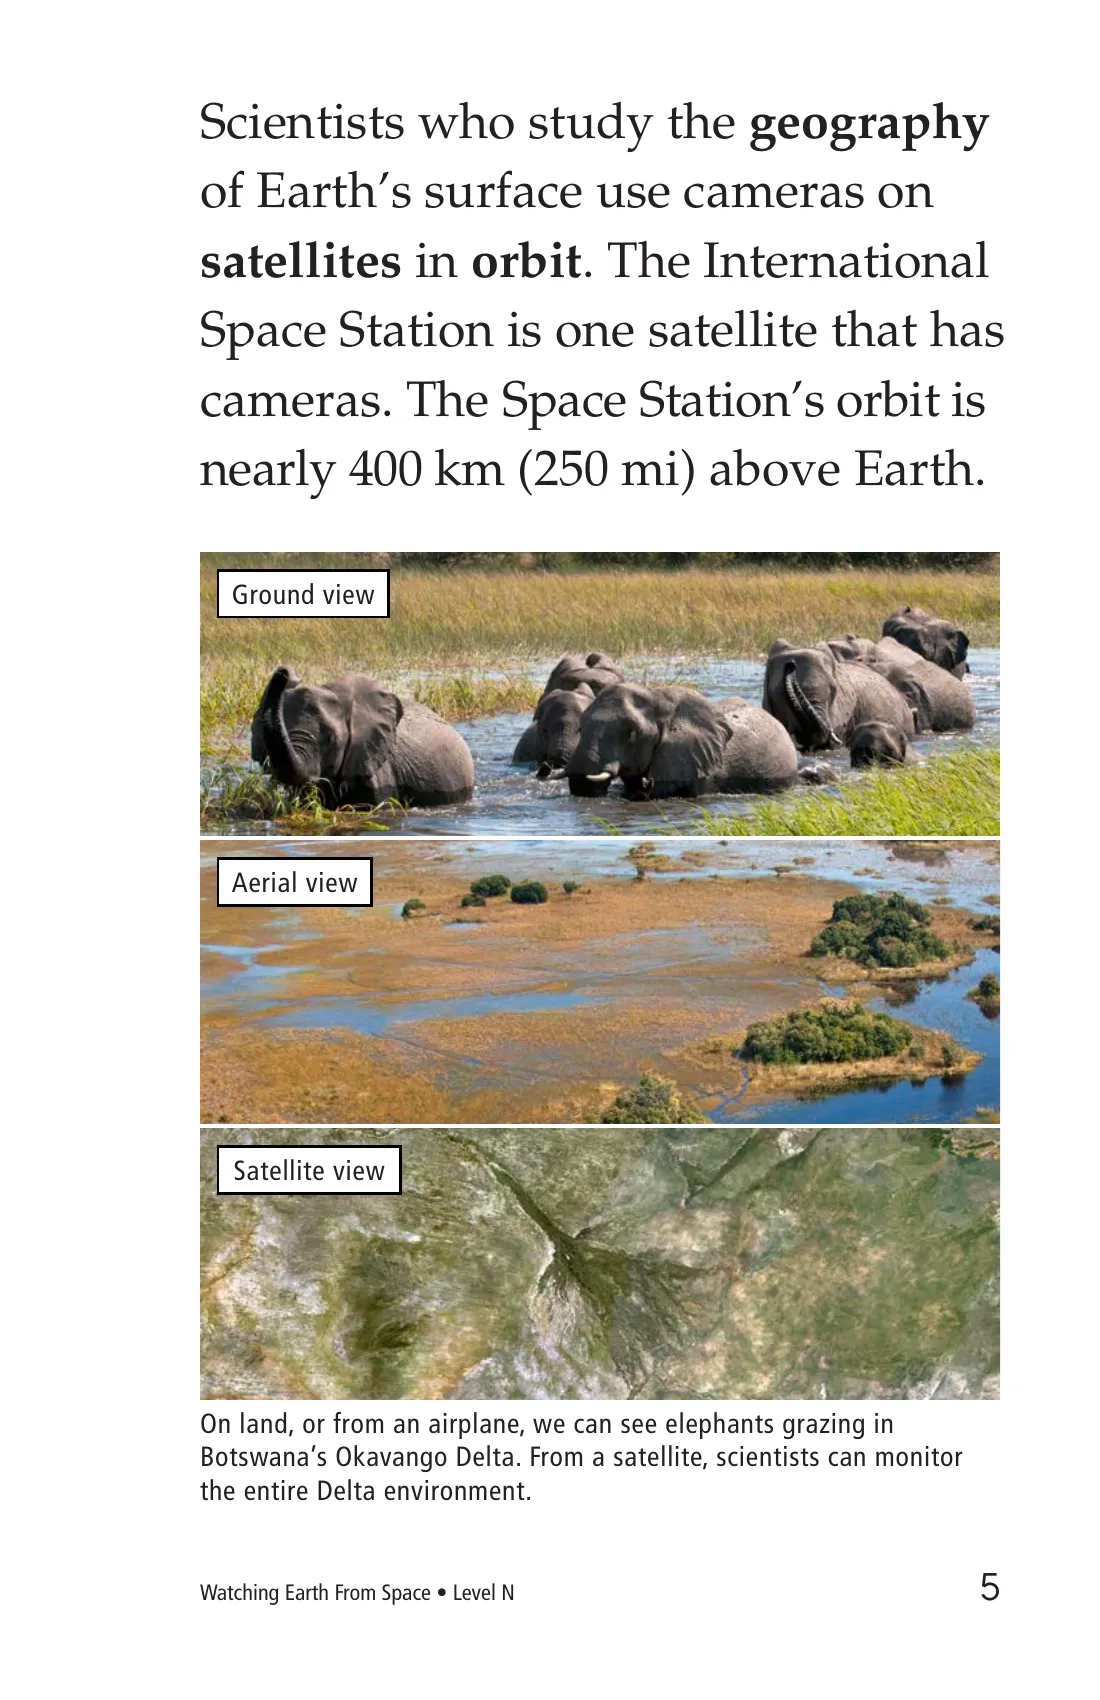 Scientists who study the geography
of Earth’s surface use cameras on
satellites in orbit. The International
Space Station is one satellite that has
cameras. The Space Station’s orbit is
nearly 400 km (250 mi) above Earth.
Ground view
Aerial view
Satellite view
On land, or from an airplane, we can see elephants grazing in
Botswana’s Okavango Delta. From a satellite, scientists can monitor
the entire Delta environment.
Watching Earth From Space • Level N
5